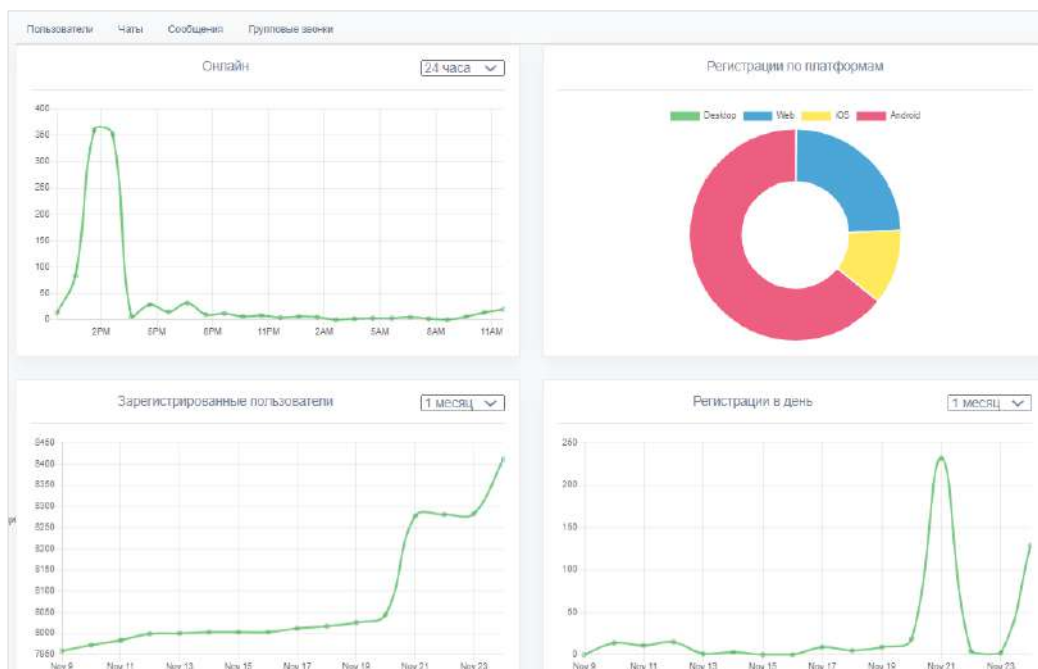 Пользователи Чаты Сообщения Групповые звонки
Онлайн 24 часа
400
350
300
250
200
150
100
50
0
2PM 5PM 8PM 11PM 2AM 5AM 8AM 11AM
Регистрации по платформам
Desktop Web iOS Android
Зарегистрированные пользователи 1 месяц
8450
8400
8350
8300
8250
8200
8150
8100
8050
8000
7950
Nov 9 Nov 11 Nov 13 Nov 15 Nov 17 Nov 19 Nov 21 Nov 23
Регистрации в день 1 месяц
250
200
150
100
50
0
Nov 9 Nov 11 Nov 13 Nov 15 Nov 17 Nov 19 Nov 21 Nov 23